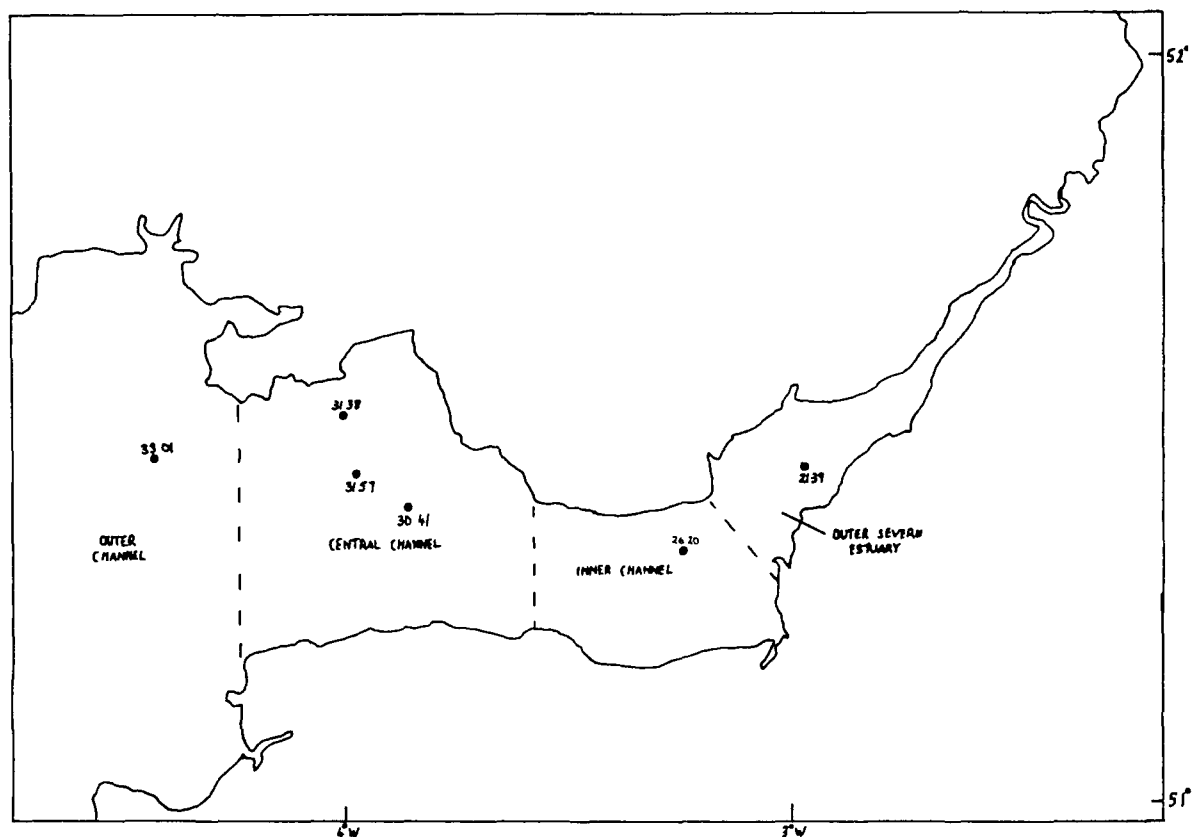 52°
31 38
33 01
31 57
30 41
21 39
OUTER
CHANNEL
CENTRAL CHANNEL
26 20
INNER CHANNEL
OUTER SEVERN
ESTUARY
51°
4°W
3°W